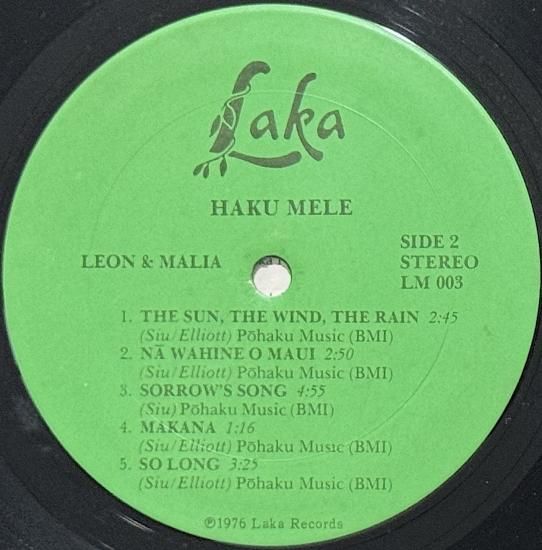 Laka
HAKU MELE
LEON & MALIA
SIDE 2
STEREO
LM 003
1. THE SUN, THE WIND, THE RAIN 2:45
(Siu/Elliott) Pōhaku Music (BMI)
2. NĀ WAHINE O MAUI 2:50
(Siu/Elliott) Pōhaku Music (BMI)
3. SORROW'S SONG 4:55
(Siu) Pōhaku Music (BMI)
4. MAKANA 1:16
(Siu/Elliott) Pōhaku Music (BMI)
5. SO LONG 3:25
(Siu/Elliott) Pōhaku Music (BMI)
℗1976 Laka Records